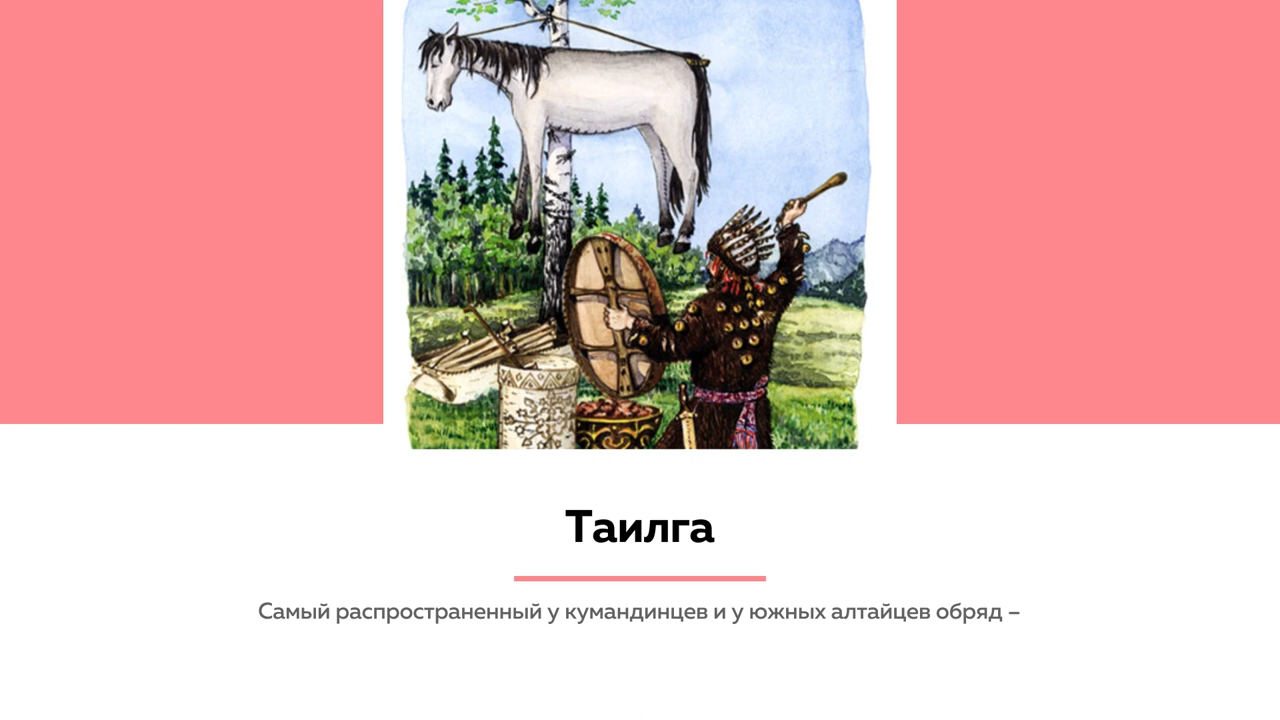 Таилга
Самый распространенный у кумандинцев и у южных алтайцев обряд –